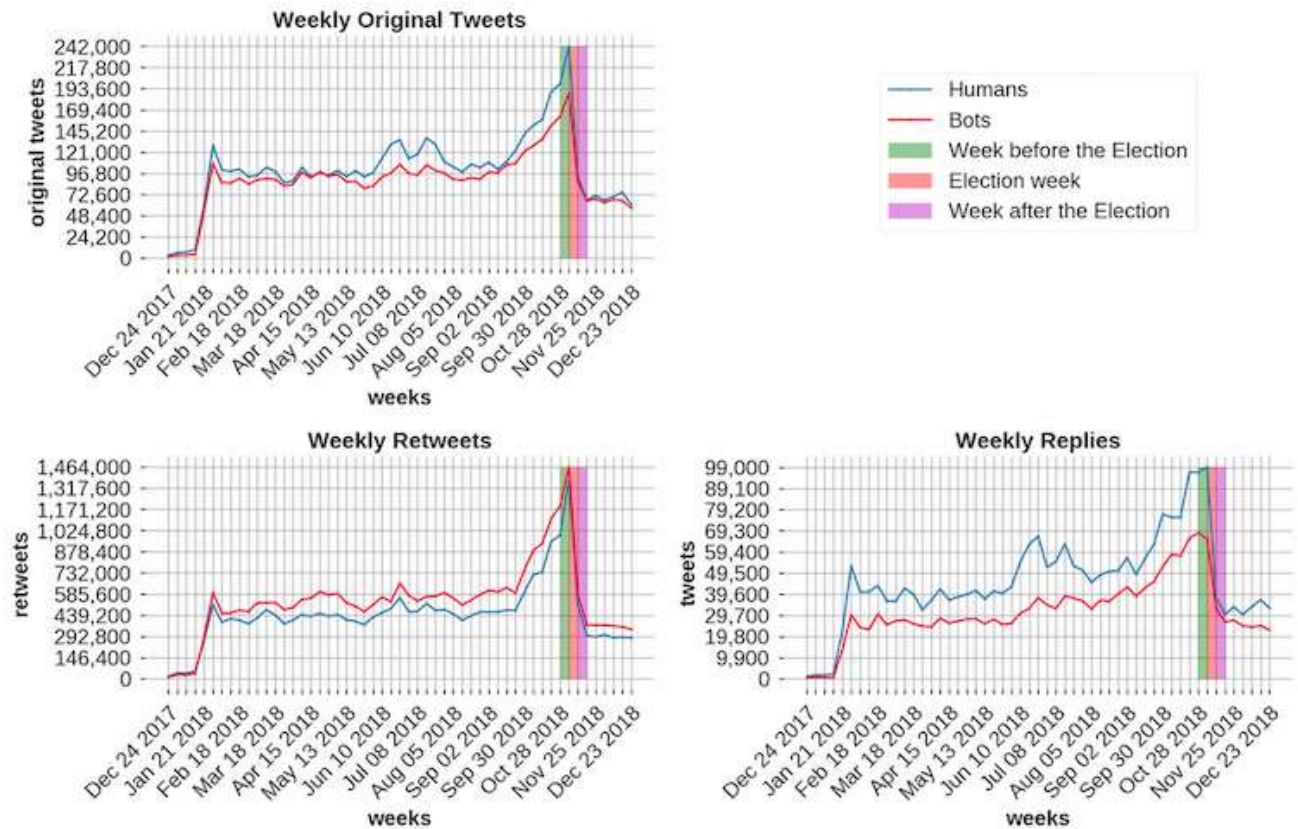 Weekly Original Tweets
242,000
217,800
193,600
169,400
145,200
121,000
96,800
72,600
48,400
24,200
0
original tweets
Dec 24 2017
Jan 21 2018
Feb 18 2018
Mar 18 2018
Apr 15 2018
May 13 2018
Jun 10 2018
Jul 08 2018
Aug 05 2018
Sep 02 2018
Sep 30 2018
Oct 28 2018
Nov 25 2018
Dec 23 2018
weeks
Humans
Bots
Week before the Election
Election week
Week after the Election
Weekly Retweets
1,464,000
1,317,600
1,171,200
1,024,800
878,400
732,000
585,600
439,200
292,800
146,400
0
retweets
Dec 24 2017
Jan 21 2018
Feb 18 2018
Mar 18 2018
Apr 15 2018
May 13 2018
Jun 10 2018
Jul 08 2018
Aug 05 2018
Sep 02 2018
Sep 30 2018
Oct 28 2018
Nov 25 2018
Dec 23 2018
weeks
Weekly Replies
99,000
89,100
79,200
69,300
59,400
49,500
39,600
29,700
19,800
9,900
0
tweets
Dec 24 2017
Jan 21 2018
Feb 18 2018
Mar 18 2018
Apr 15 2018
May 13 2018
Jun 10 2018
Jul 08 2018
Aug 05 2018
Sep 02 2018
Sep 30 2018
Oct 28 2018
Nov 25 2018
Dec 23 2018
weeks